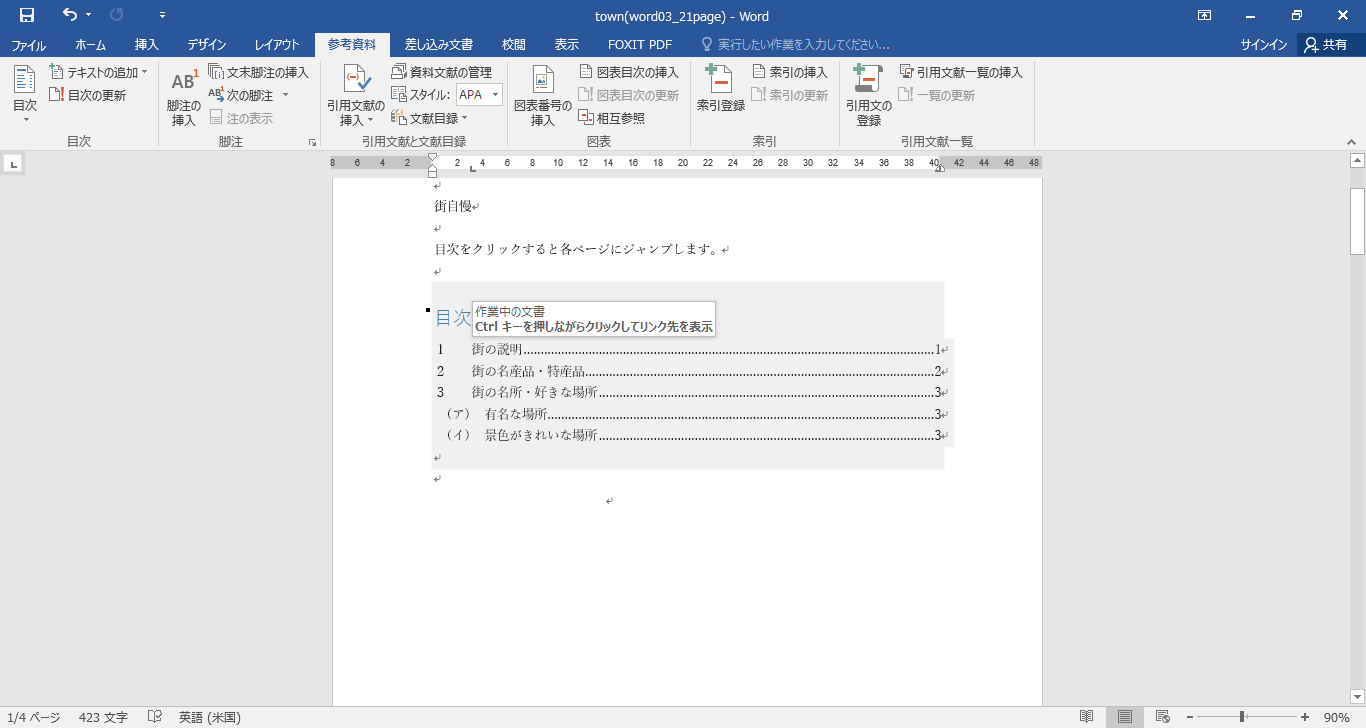 town(word03_21page) - Word
ファイル ホーム 挿入 デザイン レイアウト 参考資料 差し込み文書 校閲 表示 FOXIT PDF 実行したい作業を入力してください... サインイン 共有
目次
テキストの追加
目次の更新
目次
AB1
脚注の
挿入
文末脚注の挿入
AB1 次の脚注
注の表示
脚注
引用文献の
挿入
資料文献の管理
スタイル: APA
文献目録
引用文献と文献目録
図表番号の
挿入
図表目次の挿入
図表目次の更新
相互参照
図表
索引登録
索引の挿入
索引の更新
索引
引用文の
登録
引用文献一覧の挿入
一覧の更新
引用文献一覧
8 6 4 2 2 4 6 8 10 12 14 16 18 20 22 24 26 28 30 32 34 36 38 40 42 44 46 48
街自慢
目次をクリックすると各ページにジャンプします。
目次
作業中の文書
Ctrl キーを押しながらクリックしてリンク先を表示
1 街の説明........1
2 街の名産品・特産品........2
3 街の名所・好きな場所........3
（ア） 有名な場所........3
（イ） 景色がきれいな場所........3
1/4 ページ 423 文字 英語 (米国) 90%